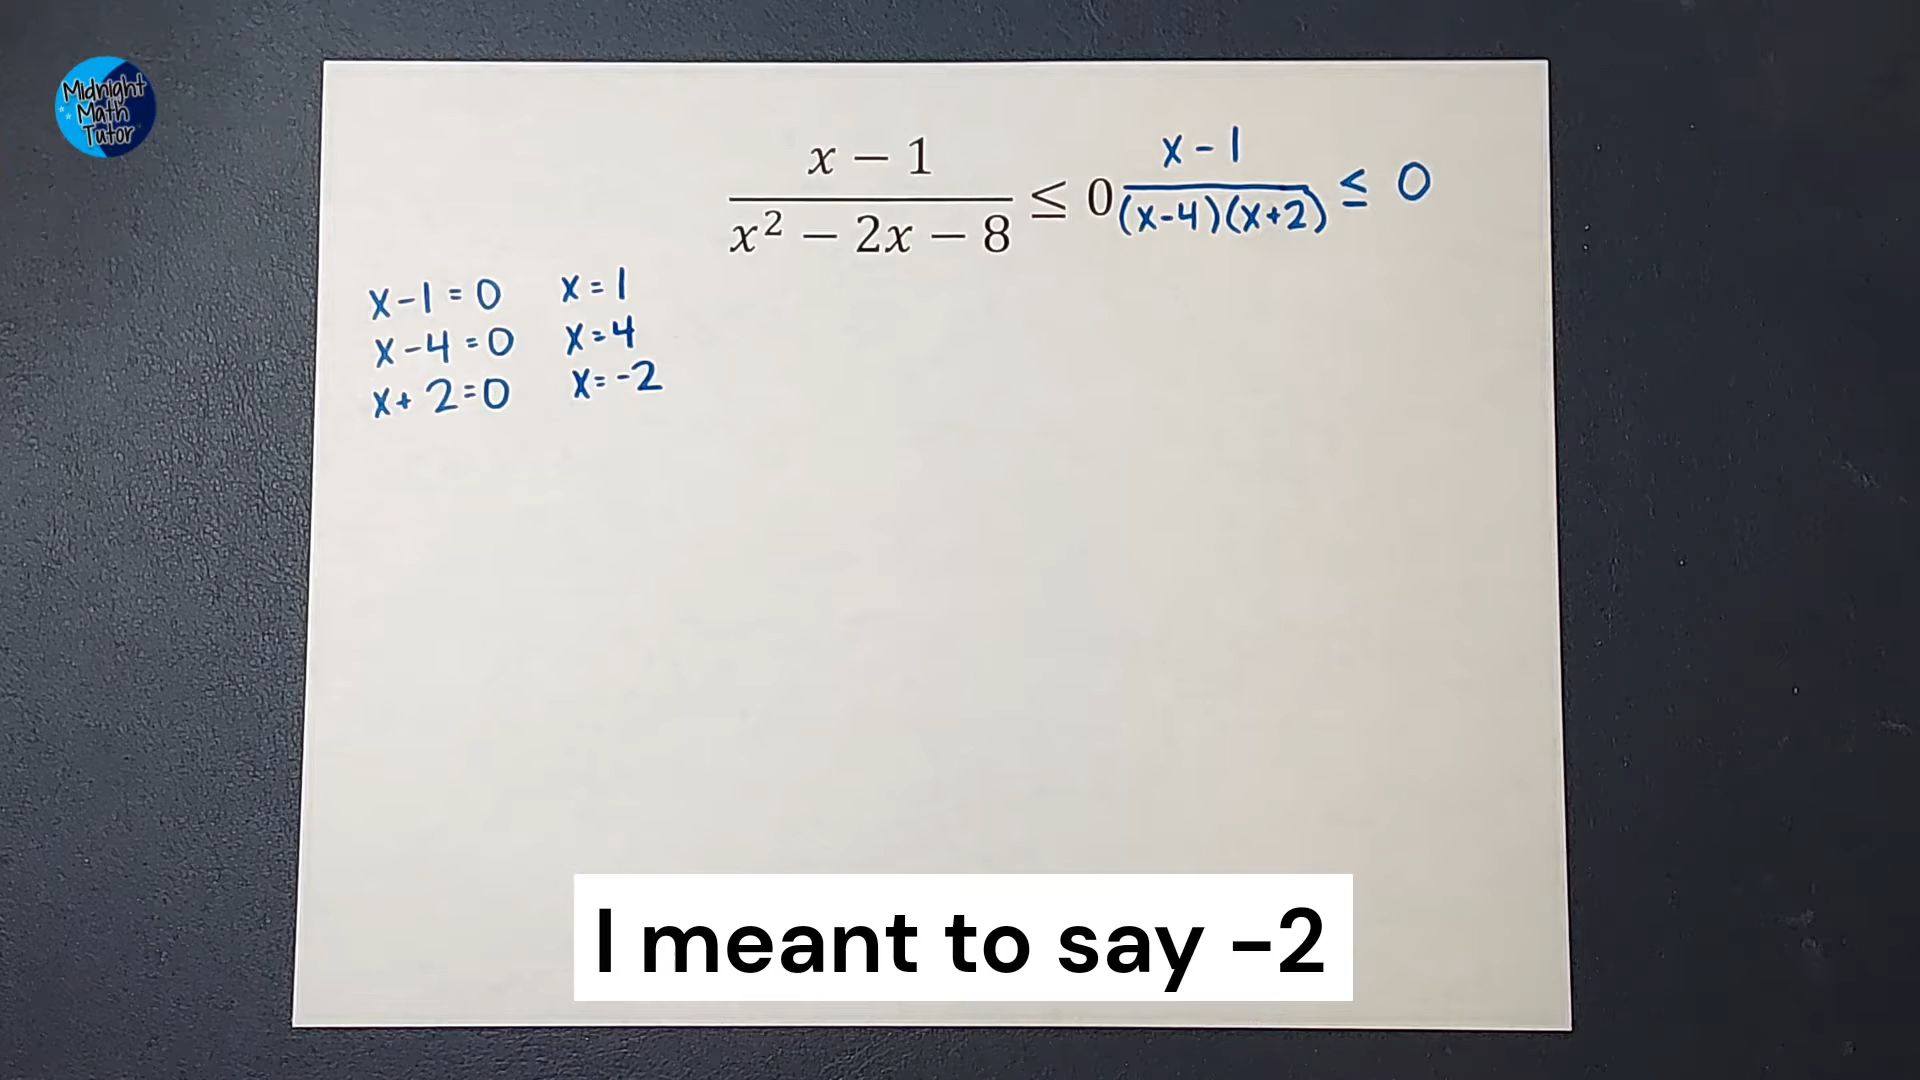 Midnight
Math
Tutor
x − 1
x² − 2x − 8
≤ 0
x - 1
(x-4)(x+2)
≤ 0
x-1=0 x=1
x-4=0 x=4
x+2=0 x=-2
I meant to say -2